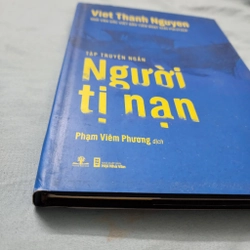 Viet Thanh Nguyen
TẬP TRUYỆN NGẮN
Người
tị nạn
Phạm Viêm Phương dịch